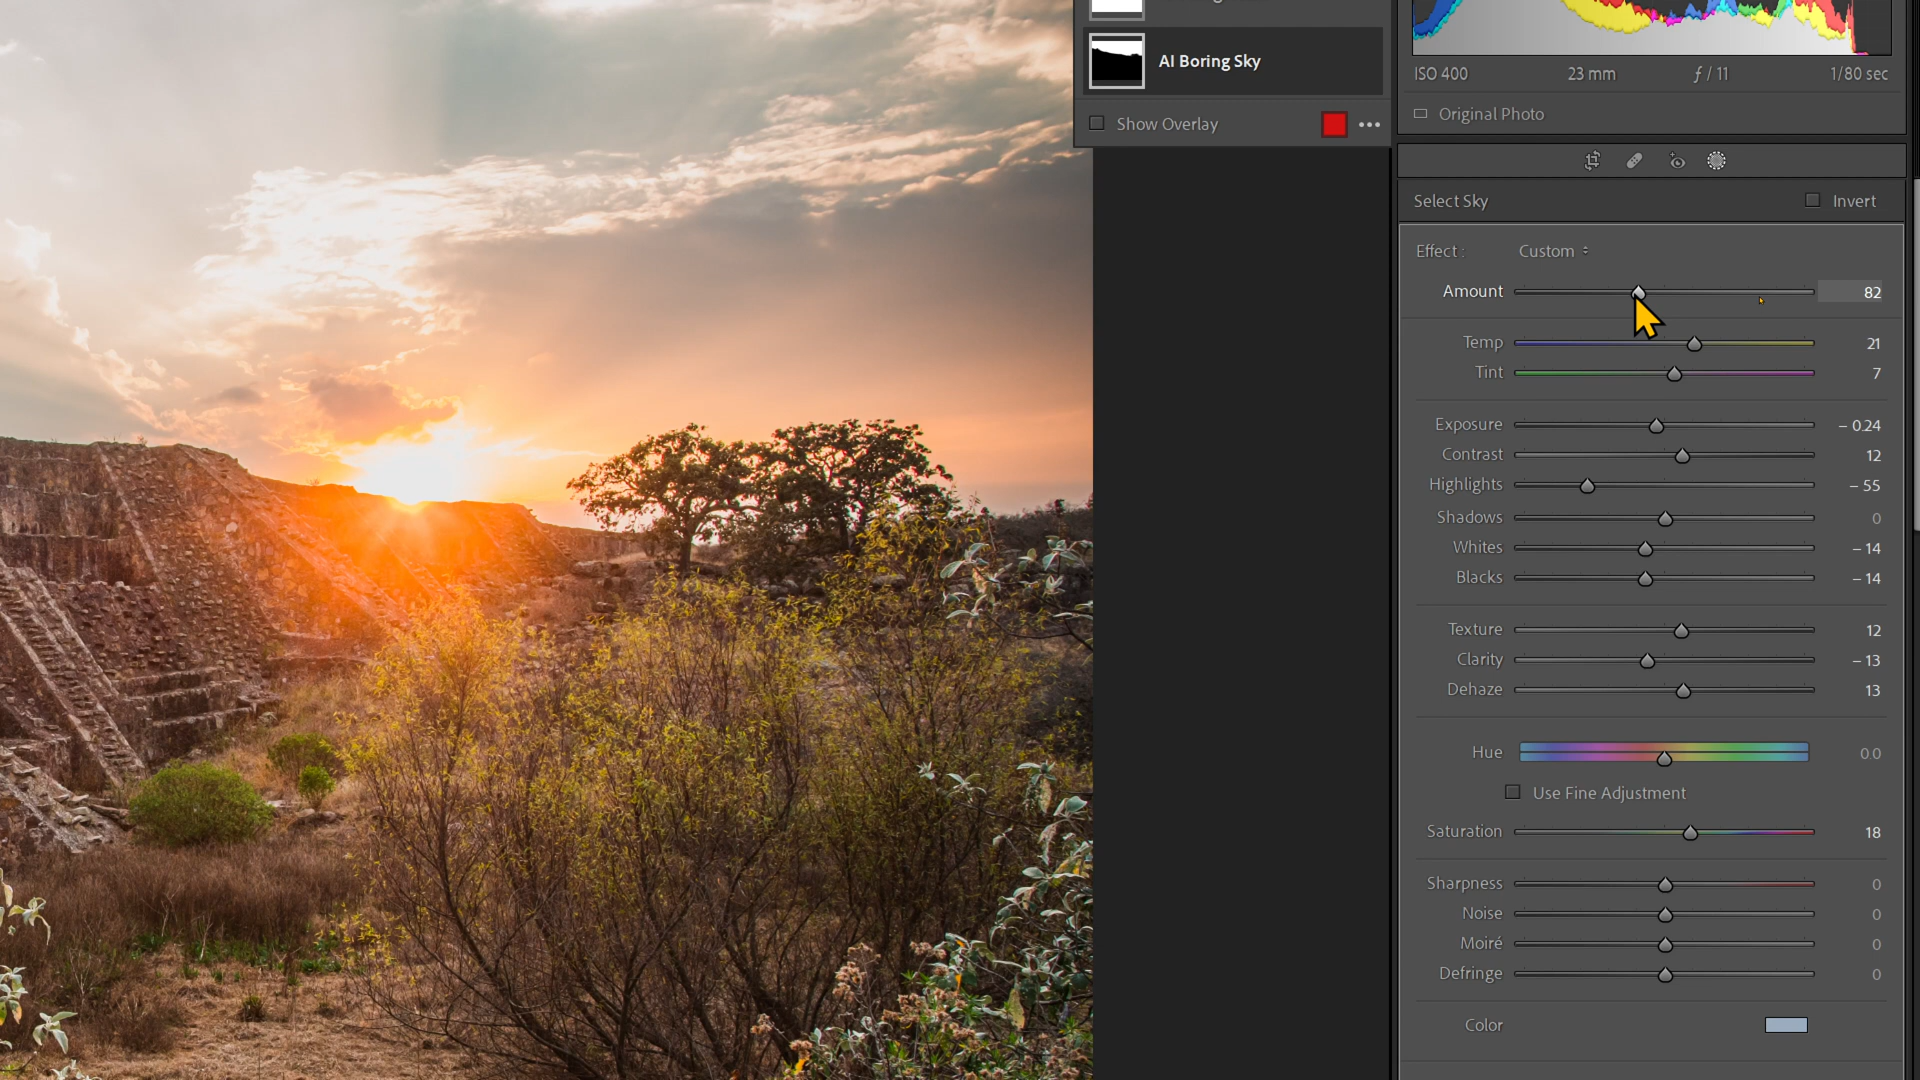 AI Boring Sky
Show Overlay
ISO 400 23 mm ƒ / 11 1/80 sec
Original Photo
Select Sky Invert
Effect : Custom
Amount 82
Temp 21
Tint 7
Exposure – 0.24
Contrast 12
Highlights – 55
Shadows 0
Whites – 14
Blacks – 14
Texture 12
Clarity – 13
Dehaze 13
Hue 0.0
Use Fine Adjustment
Saturation 18
Sharpness 0
Noise 0
Moiré 0
Defringe 0
Color